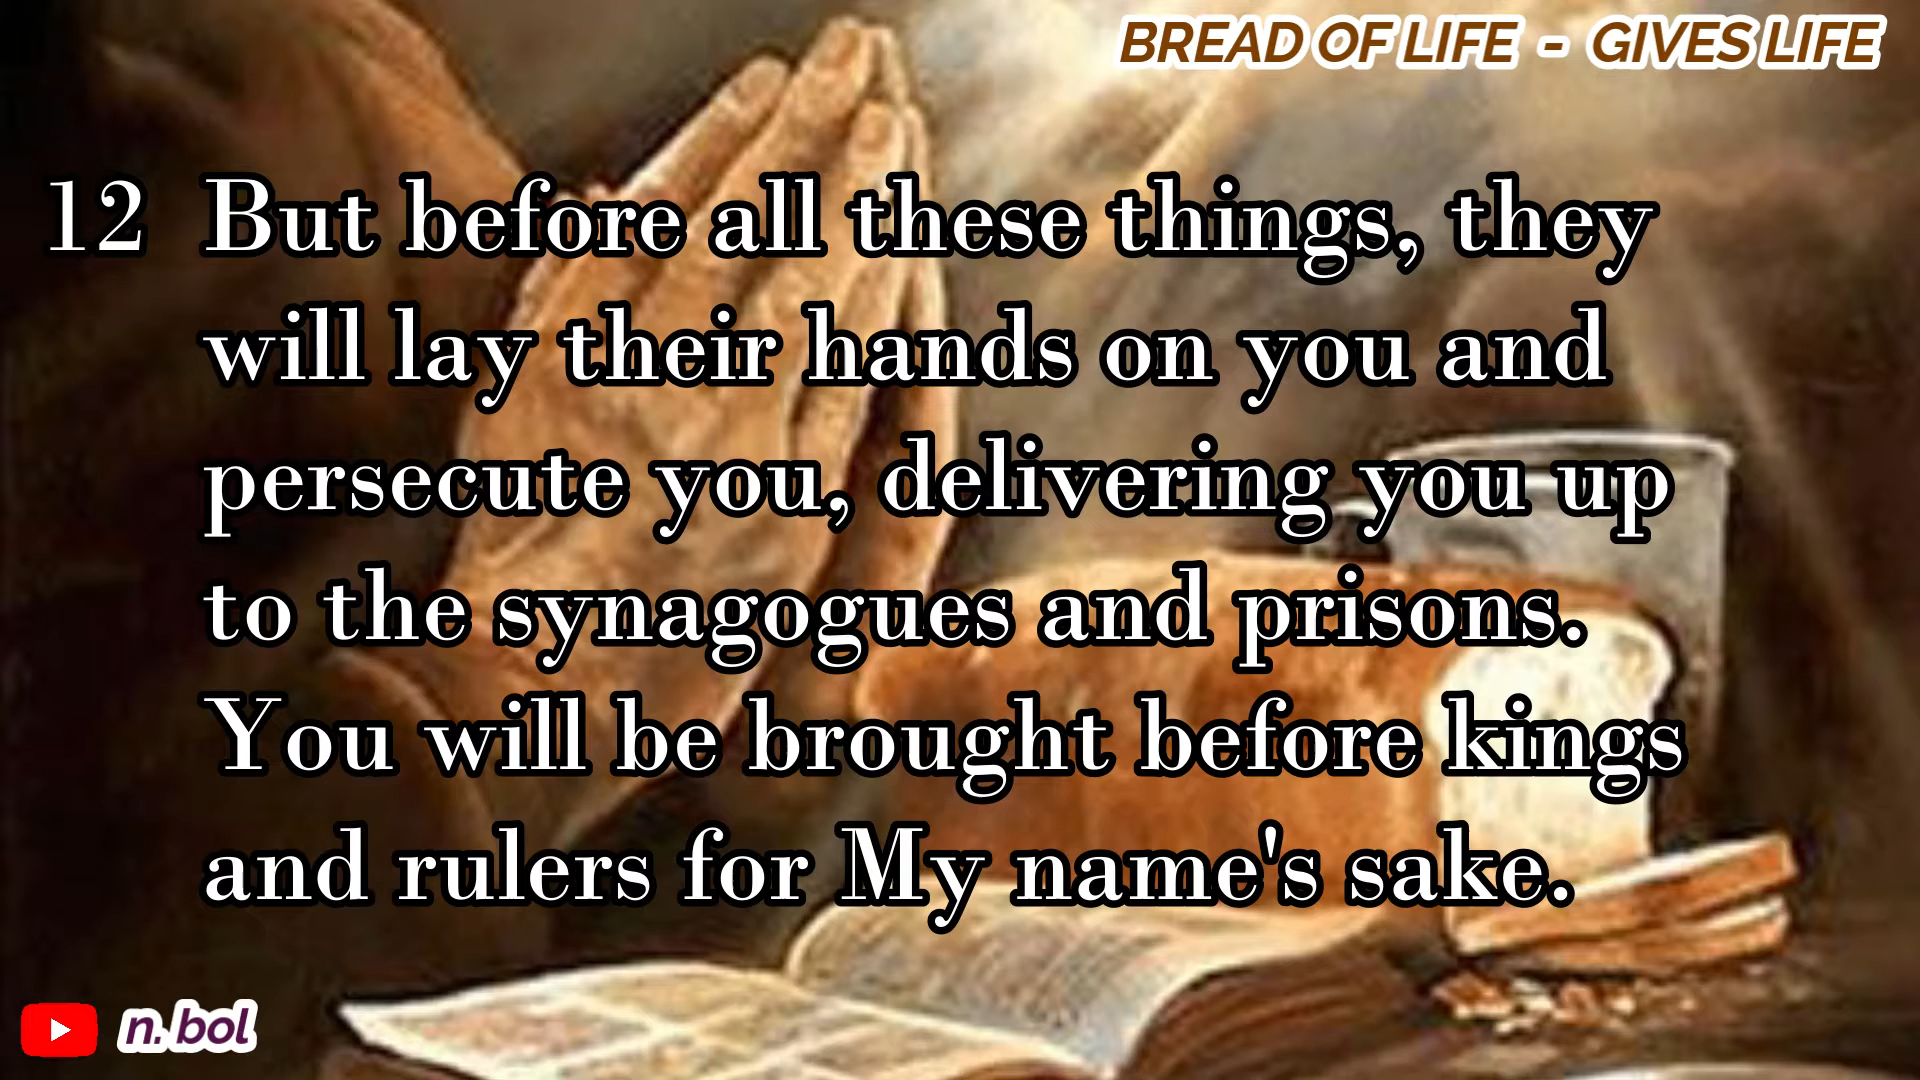 BREAD OF LIFE - GIVES LIFE
12 But before all these things, they
will lay their hands on you and
persecute you, delivering you up
to the synagogues and prisons.
You will be brought before kings
and rulers for My name's sake.
n.bol